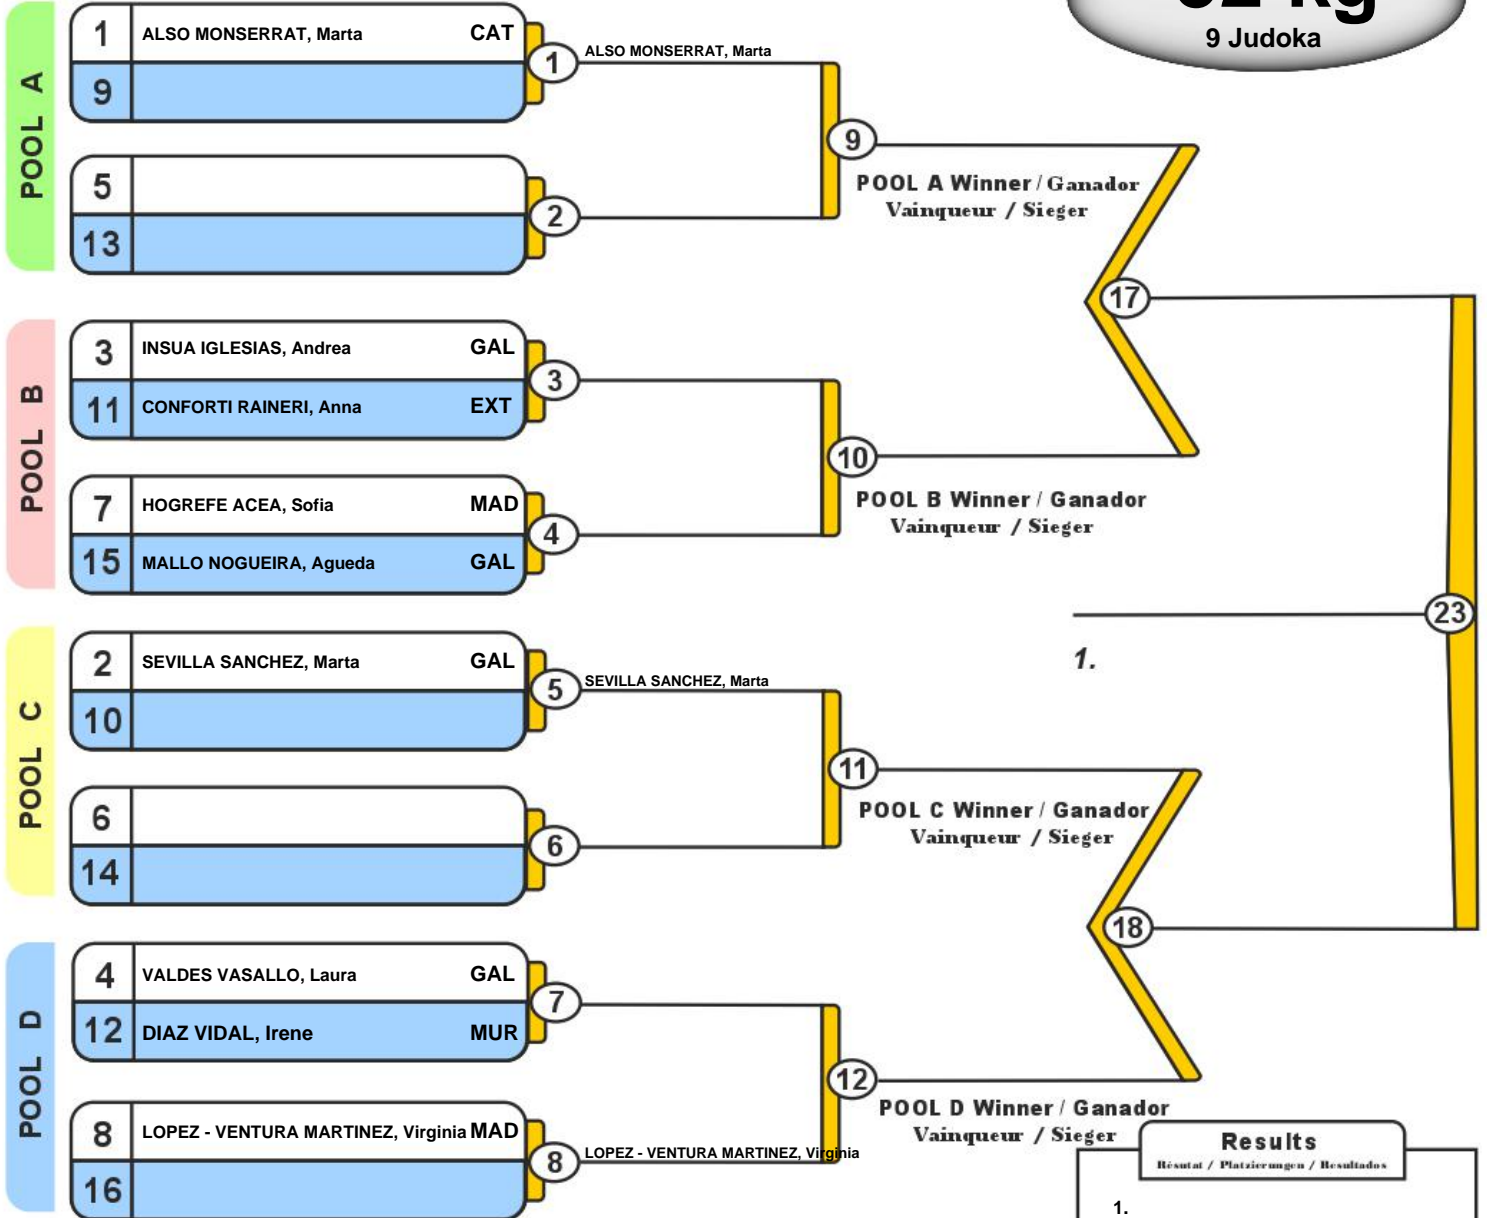 9 Judoka
POOL A
1 ALSO MONSERRAT, Marta CAT
9
1 ALSO MONSERRAT, Marta
5
13
2
9
POOL A Winner / Ganador
Vainqueur / Sieger
17
POOL B
3 INSUA IGLESIAS, Andrea GAL
11 CONFORTI RAINERI, Anna EXT
3
7 HOGREFE ACEA, Sofia MAD
15 MALLO NOGUEIRA, Agueda GAL
4
10
POOL B Winner / Ganador
Vainqueur / Sieger
23
1.
POOL C
2 SEVILLA SANCHEZ, Marta GAL
10
5 SEVILLA SANCHEZ, Marta
6
14
6
11
POOL C Winner / Ganador
Vainqueur / Sieger
18
POOL D
4 VALDES VASALLO, Laura GAL
12 DIAZ VIDAL, Irene MUR
7
8 LOPEZ - VENTURA MARTINEZ, Virginia MAD
16
8 LOPEZ - VENTURA MARTINEZ, Virginia
12
POOL D Winner / Ganador
Vainqueur / Sieger
Results
Résutat / Platzierungen / Resultados
1.